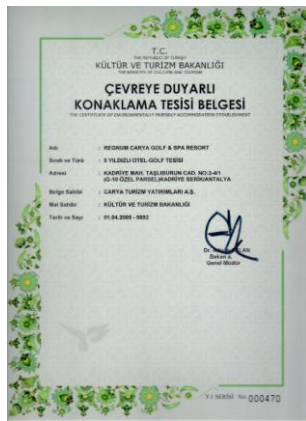 T.C.
THE REPUBLIC OF TURKEY
KÜLTÜR VE TURİZM BAKANLIĞI
THE MINISTRY OF CULTURE AND TOURISM
ÇEVREYE DUYARLI
KONAKLAMA TESİSİ BELGESİ
THE CERTIFICATE OF ENVIRONMENTALLY FRIENDLY ACCOMMODATION ESTABLISHMENT
Adı : REGNUM CARYA GOLF & SPA RESORT
Sınıfı ve Türü : 5 YILDIZLI OTEL-GOLF TESİSİ
Adresi : KADRİYE MAH. TAŞLIBURUN CAD. NO:3-4/1
(G-10 ÖZEL PARSEL)KADRİYE SERİK/ANTALYA
Belge Sahibi : CARYA TURİZM YATIRIMLARI A.Ş.
Mal Sahibi : KÜLTÜR VE TURİZM BAKANLIĞI
Tarih ve Sayı : 01.04.2005 -
Dr.
Bakan a.
Genel Müdür
Y-1 SERİSİ No 000470